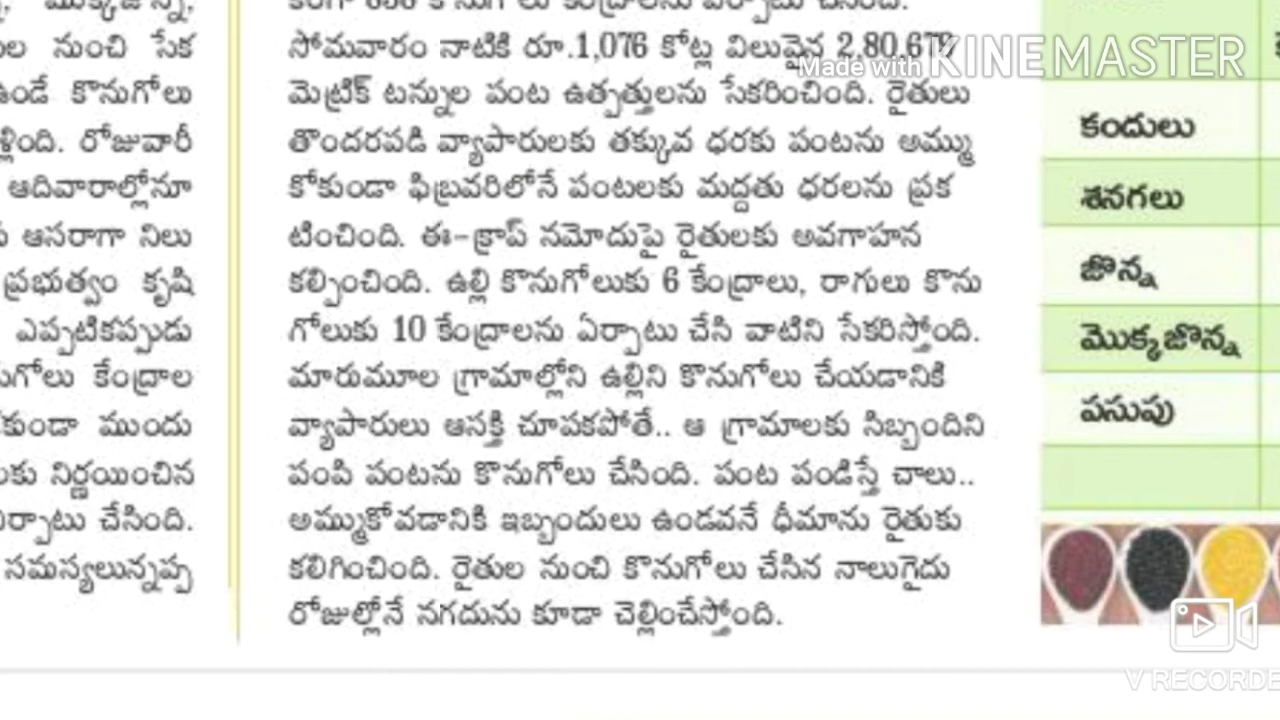 ల నుంచి సేక
ఉండే కొనుగోలు
రోజువారీ
ఆదివారాల్లోనూ
ఆసరాగా నిలు
ప్రభుత్వం కృషి
ఎప్పటికప్పుడు
కేంద్రాల
ముందు
నిర్ణయించిన
చేసింది.
సమస్యలున్నప్ప
సోమవారం నాటికి రూ.1,076 కోట్ల విలువైన
మెట్రిక్ టన్నుల పంట ఉత్పత్తులను సేకరించింది. రైతులు
తొందరపడి వ్యాపారులకు తక్కువ ధరకు పంటను అమ్ము
కోకుండా ఫిబ్రవరిలోనే పంటలకు మద్దతు ధరలను ప్రక
టించింది. ఈ-క్రాప్ నమోదుపై రైతులకు అవగాహన
కల్పించింది. ఉల్లి కొనుగోలుకు 6 కేంద్రాలు, రాగులు కొను
గోలుకు 10 కేంద్రాలను ఏర్పాటు చేసి వాటిని సేకరిస్తోంది.
మారుమూల గ్రామాల్లోని ఉల్లిని కొనుగోలు చేయడానికి
వ్యాపారులు ఆసక్తి చూపకపోతే.. ఆ గ్రామాలకు సిబ్బందిని
పంపి పంటను కొనుగోలు చేసింది. పంట పండిస్తే చాలు..
అమ్ముకోవడానికి ఇబ్బందులు ఉండవనే ధీమాను రైతుకు
కలిగించింది. రైతుల నుంచి కొనుగోలు చేసిన నాలుగైదు
రోజుల్లోనే నగదును కూడా చెల్లించేస్తోంది.
కందులు
శనగలు
జొన్న
మొక్కజొన్న
పసుపు
Made with KINEMASTER
V RECORDE